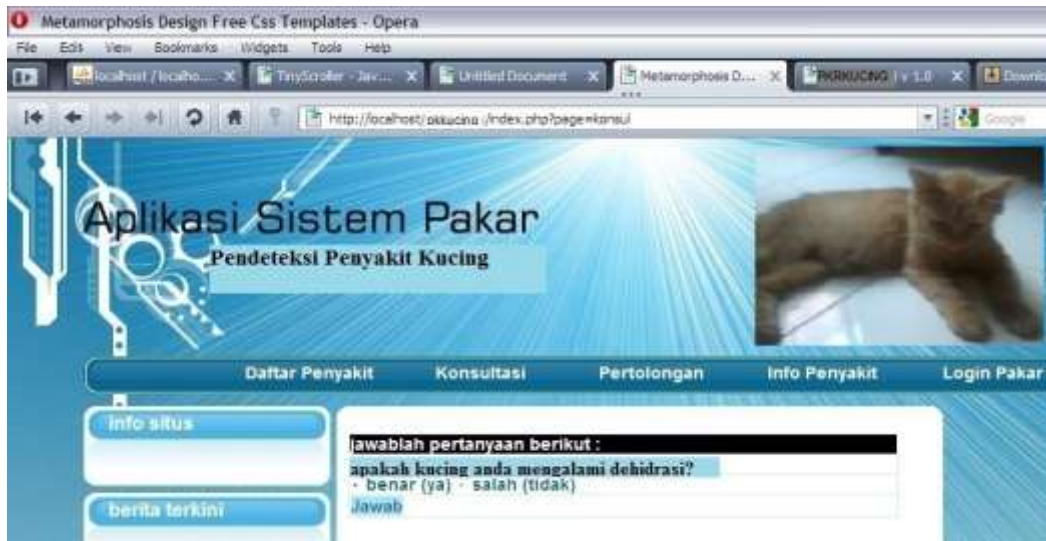 Metamorphosis Design Free Css Templates - Opera
File Edit View Bookmarks Widgets Tools Help
localhost / localho... TinyScroller - Jav... Untitled Document Metamorphosis D... PKRKUCING | v 1.0 Downlo
http://localhost/pkkucing/index.php?page=konsul Google
Aplikasi Sistem Pakar
Pendeteksi Penyakit Kucing
Daftar Penyakit Konsultasi Pertolongan Info Penyakit Login Pakar
info situs
jawablah pertanyaan berikut :
apakah kucing anda mengalami dehidrasi?
benar (ya) salah (tidak)
Jawab
berita terkini